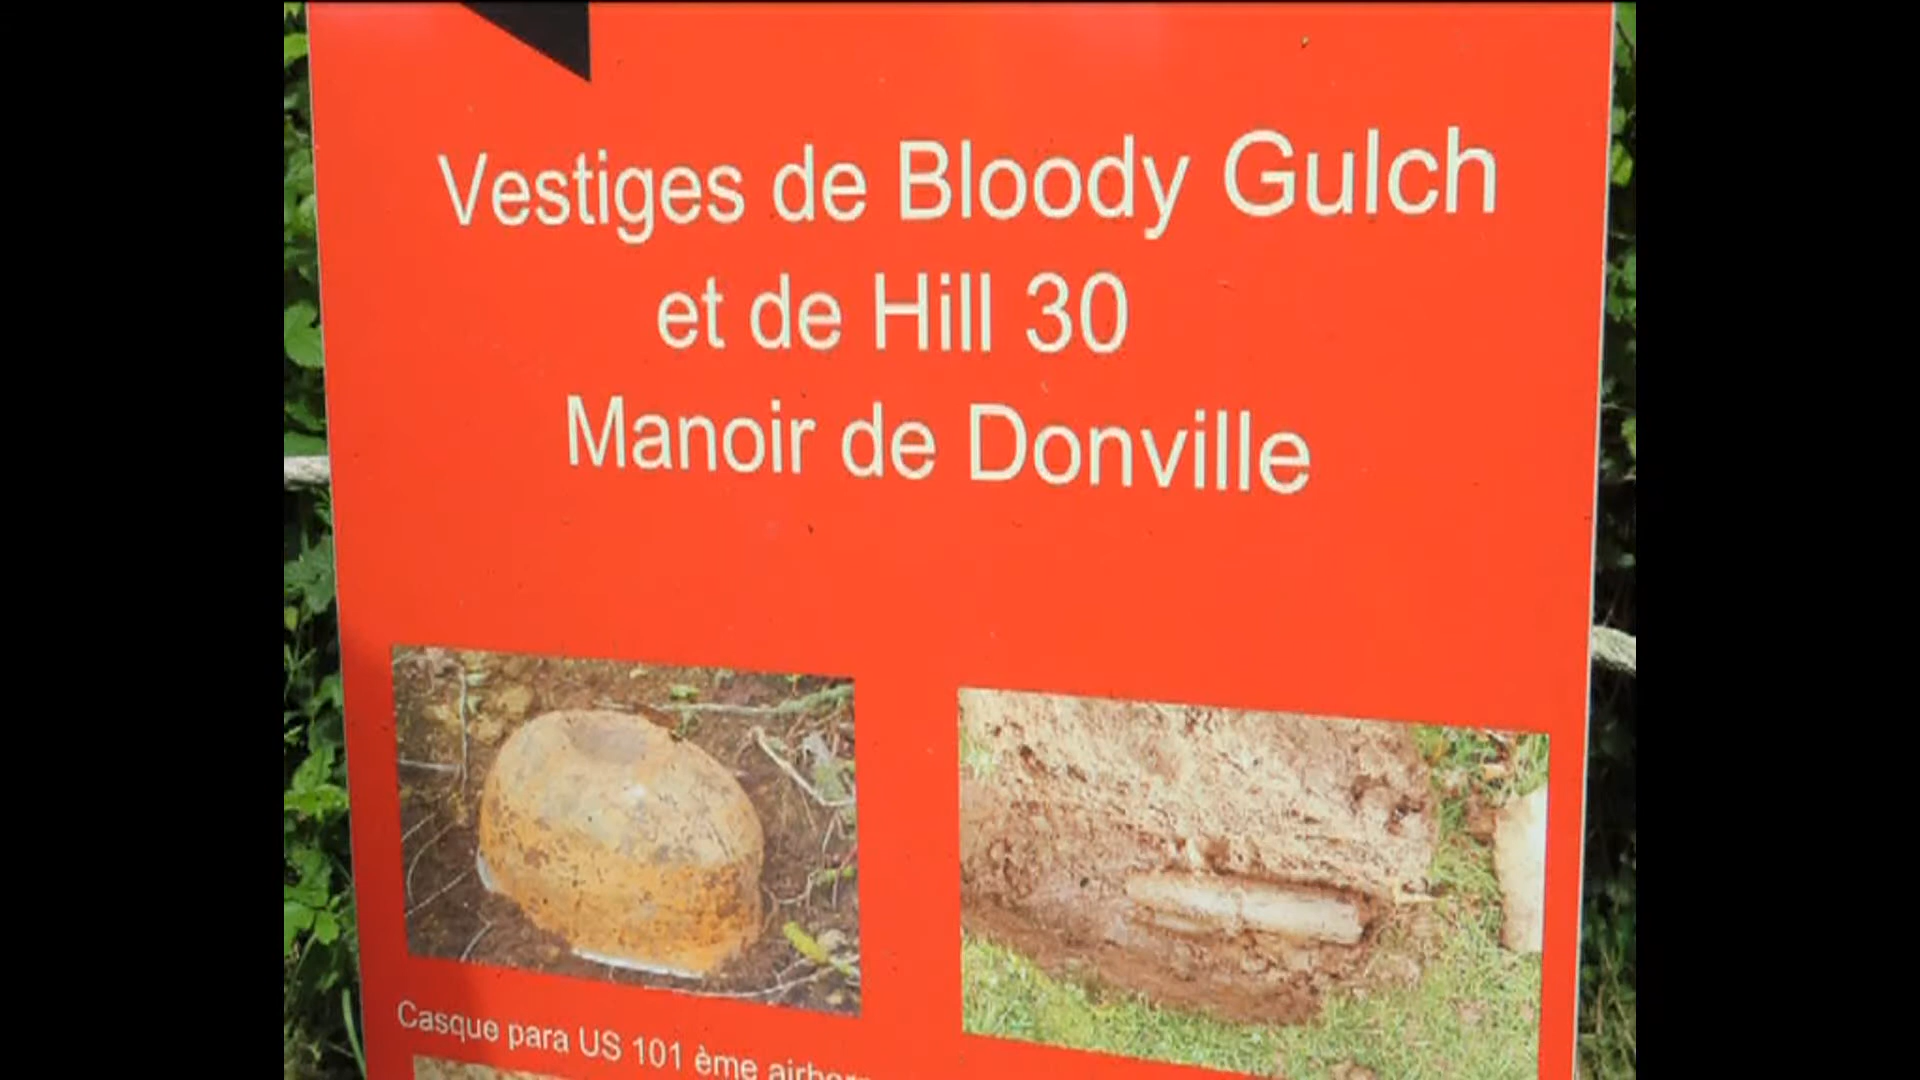 Vestiges de Bloody Gulch
et de Hill 30
Manoir de Donville
Casque para US 101 ème